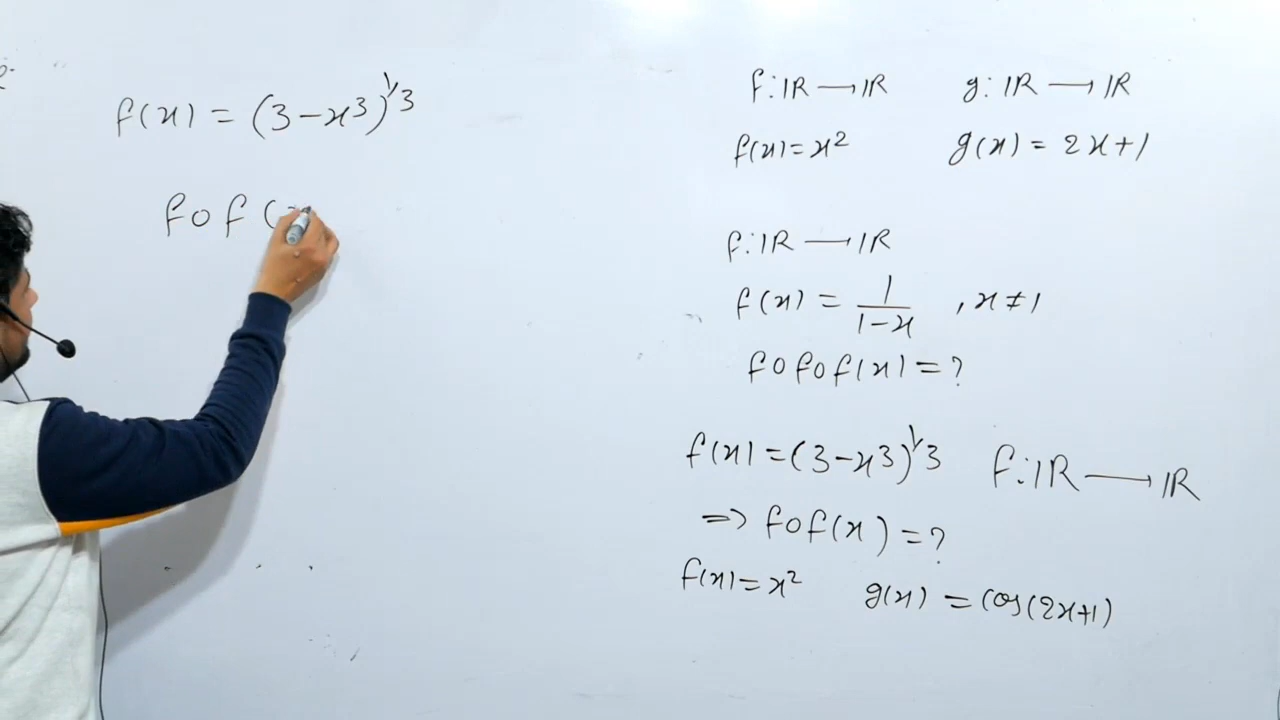 f(x) = (3-x³)^1/3
fof (
f:IR → IR g: IR → IR
f(x)=x² g(x) = 2x+1
f:IR → IR
f(x) = 1/(1-x) , x≠1
fofof(x)=?
f(x)=(3-x³)^1/3 f:IR → IR
=> fof(x)=?
f(x)=x² g(x) = cos(2x+1)